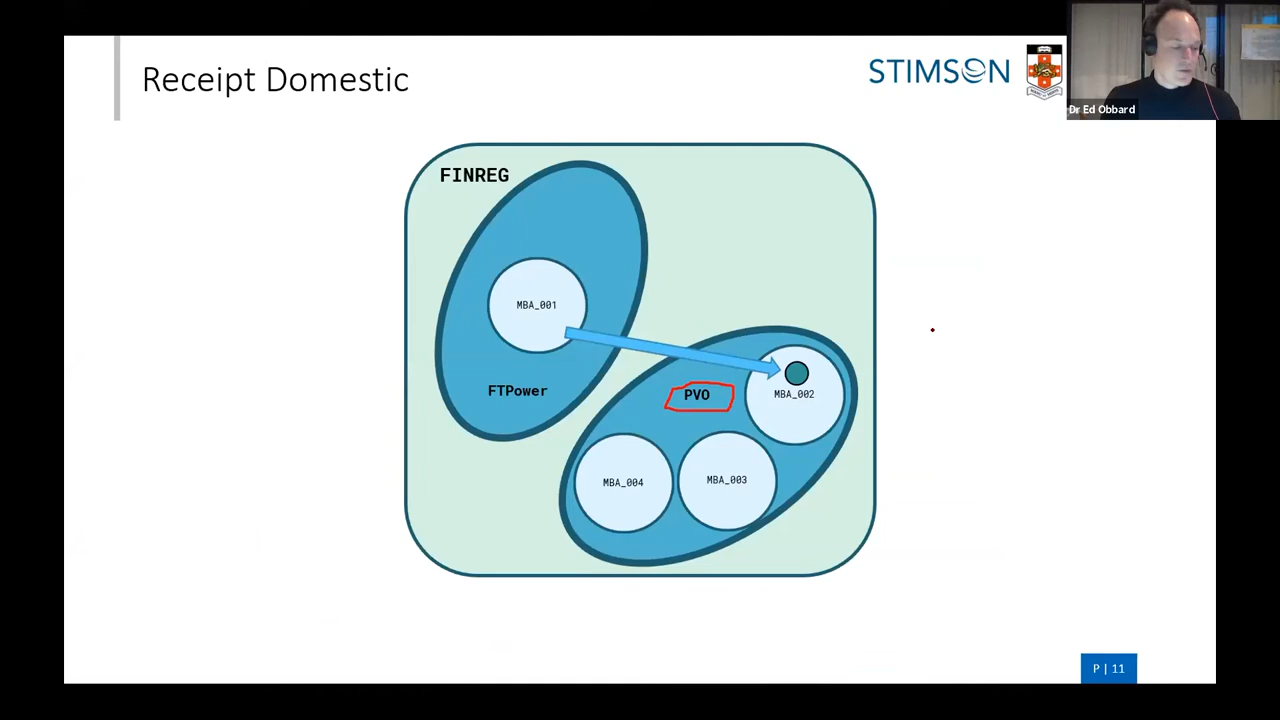 Receipt Domestic
STIMSON
Dr Ed Obbard
FINREG
MBA_001
FTPower
PVO
MBA_002
MBA_004
MBA_003
P | 11